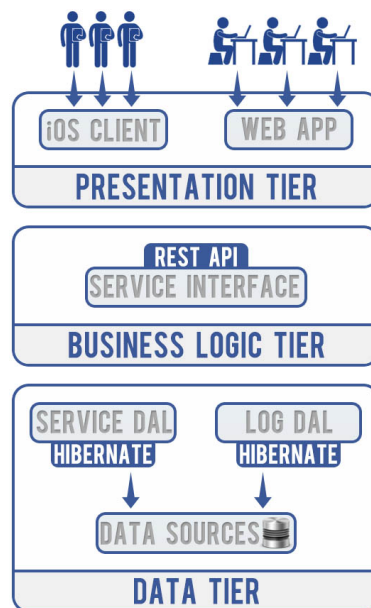 iOS CLIENT
WEB APP
PRESENTATION TIER
REST API
SERVICE INTERFACE
BUSINESS LOGIC TIER
SERVICE DAL
LOG DAL
HIBERNATE
HIBERNATE
DATA SOURCES
DATA TIER